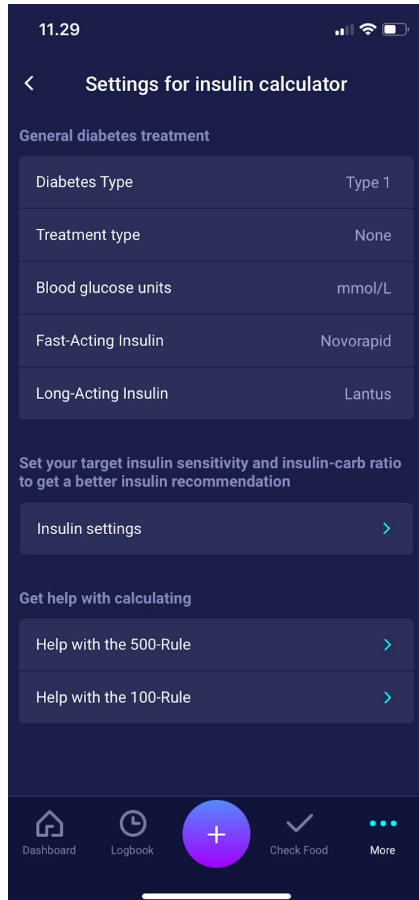 11.29
Settings for insulin calculator
General diabetes treatment
Diabetes Type Type 1
Treatment type None
Blood glucose units mmol/L
Fast-Acting Insulin Novorapid
Long-Acting Insulin Lantus
Set your target insulin sensitivity and insulin-carb ratio
to get a better insulin recommendation
Insulin settings
Get help with calculating
Help with the 500-Rule
Help with the 100-Rule
Dashboard Logbook Check Food More